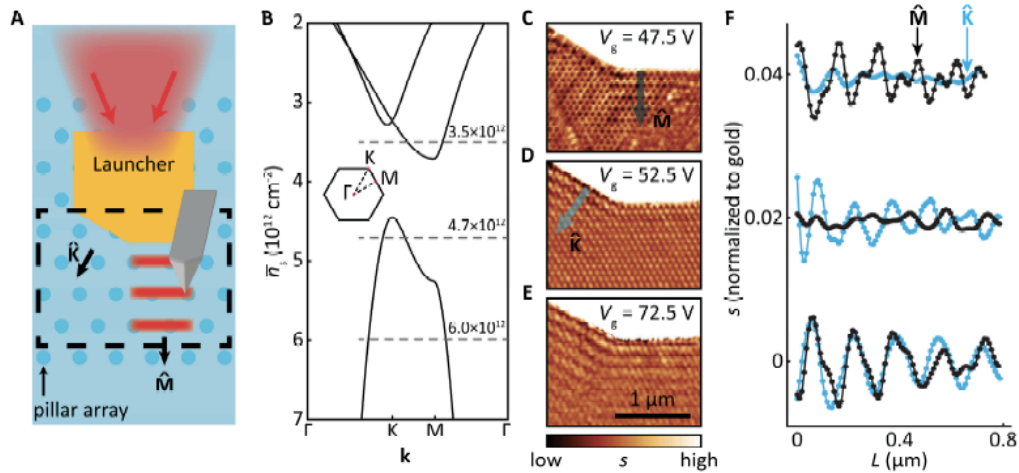 A
Launcher
K̂
M̂
pillar array
B
2
3
4
5
6
7
n̄ₛ (10¹² cm⁻²)
3.5×10¹²
4.7×10¹²
6.0×10¹²
K
M
Γ
Γ K M Γ
k
C
V_g = 47.5 V
M̂
D
V_g = 52.5 V
K̂
E
V_g = 72.5 V
1 μm
low s high
F
M̂ K̂
0.04
0.02
0
s (normalized to gold)
0 0.4 0.8
L (μm)